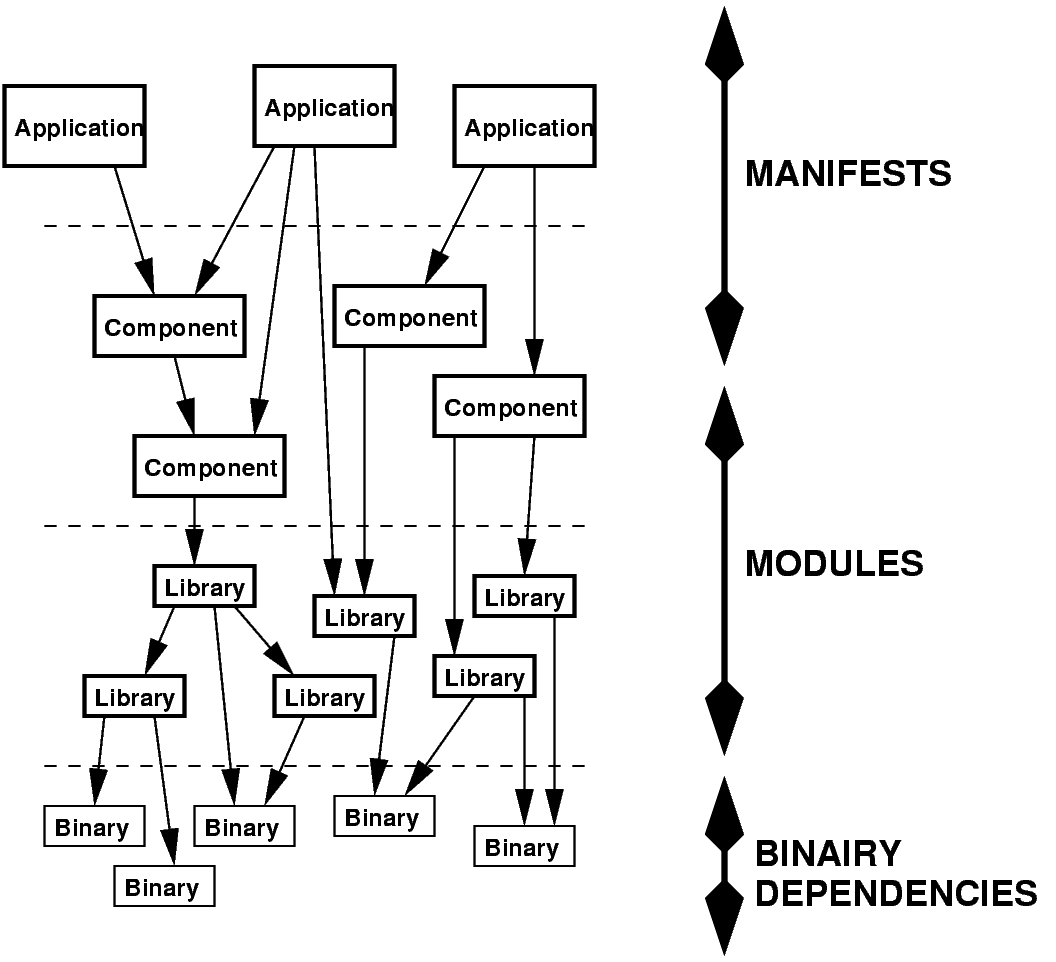 Application
Application
Application
MANIFESTS
Component
Component
Component
Component
MODULES
Library
Library
Library
Library
Library
Library
Binary
Binary
Binary
Binary
Binary
BINAIRY
DEPENDENCIES